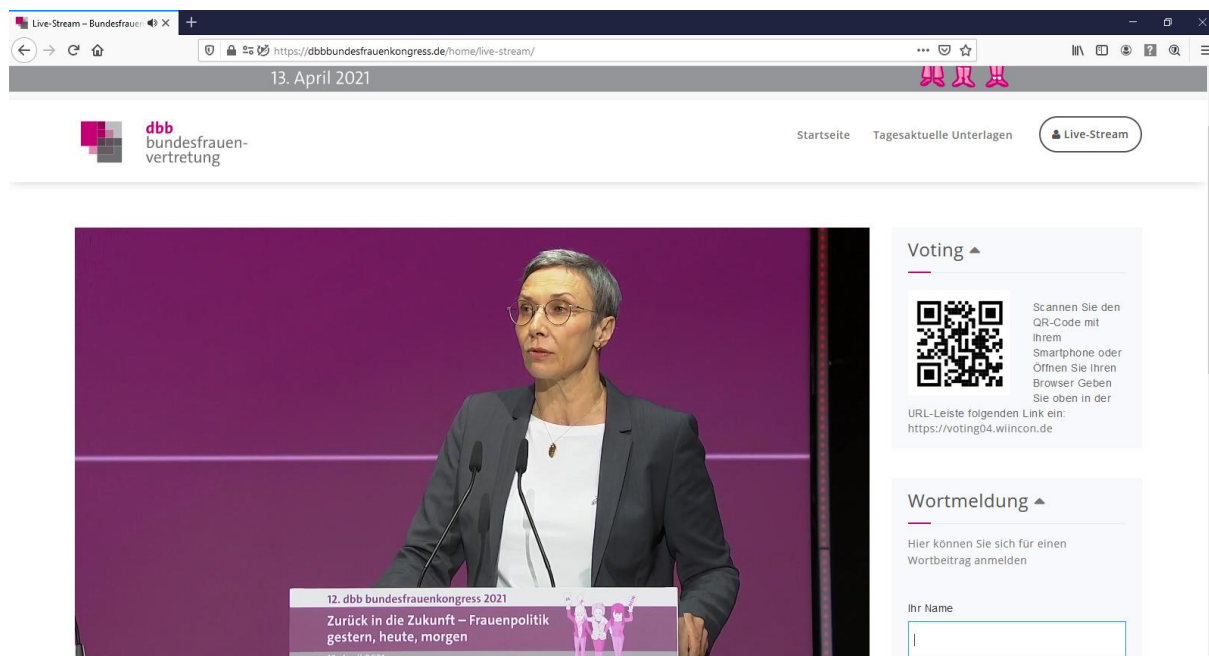 Live-Stream – Bundesfrauen
https://dbbbundesfrauenkongress.de/home/live-stream/
13. April 2021
dbb
bundesfrauen-
vertretung
Startseite
Tagesaktuelle Unterlagen
Live-Stream
Voting
Scannen Sie den
QR-Code mit
Ihrem
Smartphone oder
Öffnen Sie Ihren
Browser Geben
Sie oben in der
URL-Leiste folgenden Link ein:
https://voting04.wiincon.de
Wortmeldung
Hier können Sie sich für einen
Wortbeitrag anmelden
Ihr Name
12. dbb bundesfrauenkongress 2021
Zurück in die Zukunft – Frauenpolitik
gestern, heute, morgen